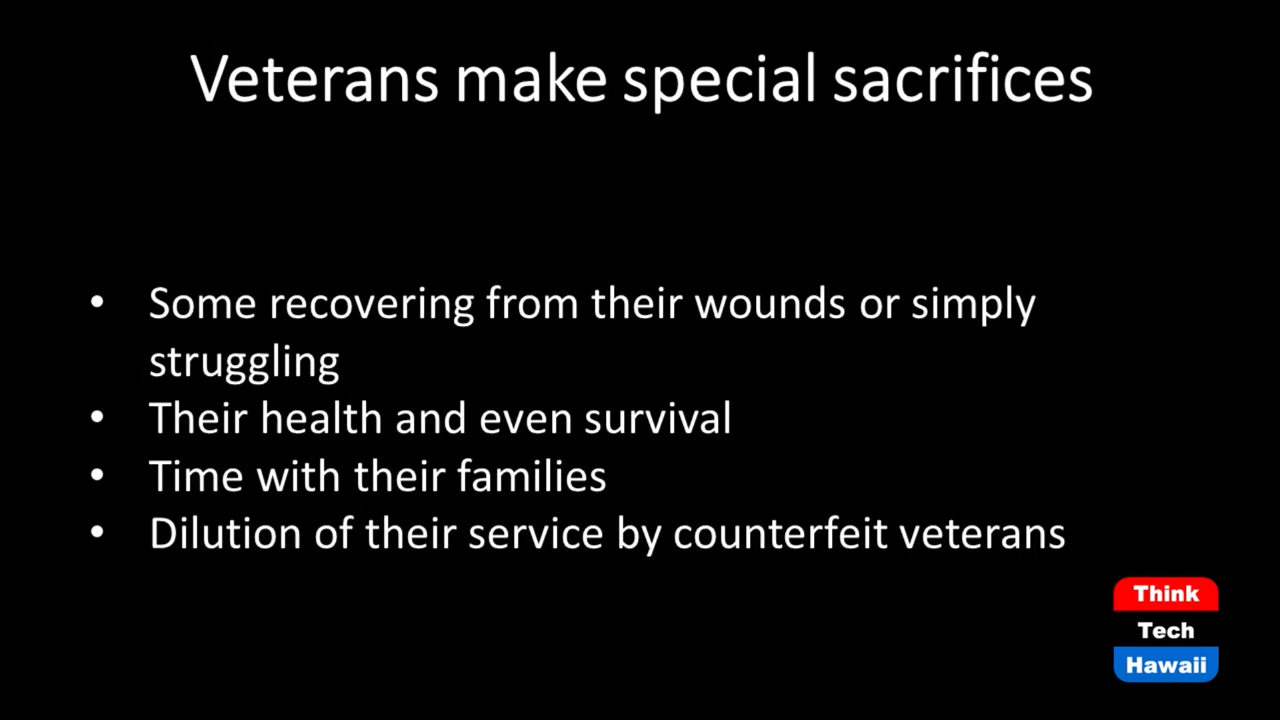 Veterans make special sacrifices
• Some recovering from their wounds or simply
struggling
• Their health and even survival
• Time with their families
• Dilution of their service by counterfeit veterans
Think
Tech
Hawaii